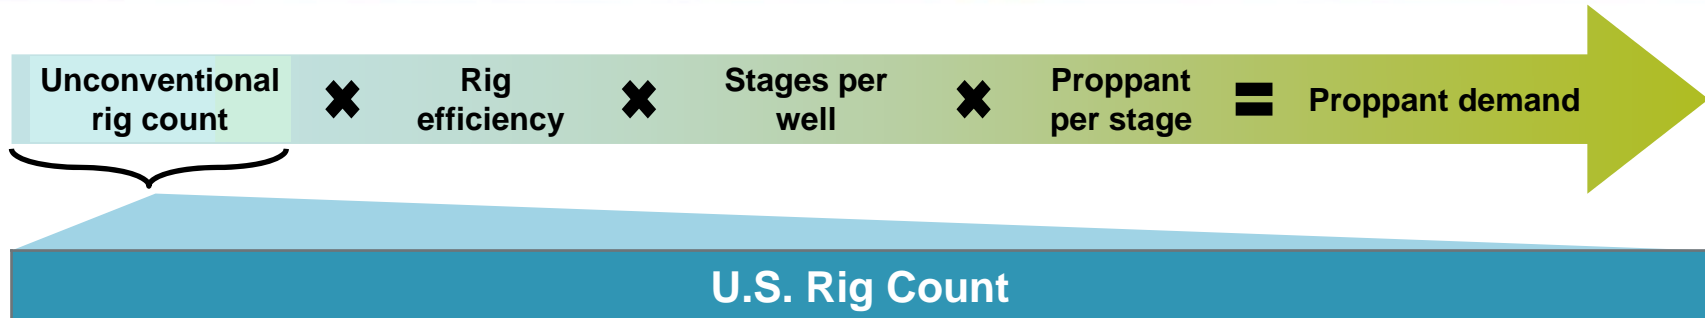 Unconventional
rig count
✖
Rig
efficiency
✖
Stages per
well
✖
Proppant
per stage
=
Proppant demand
U.S. Rig Count